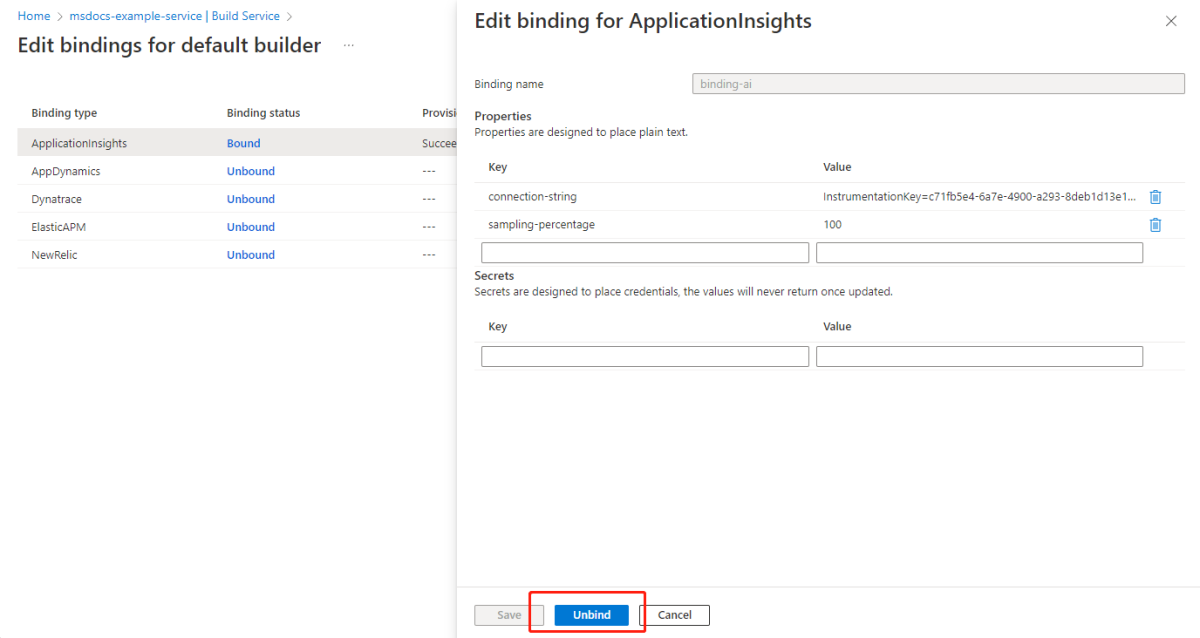 Home > msdocs-example-service | Build Service >
Edit bindings for default builder ...
Binding type Binding status Provisi
ApplicationInsights Bound Succee
AppDynamics Unbound ---
Dynatrace Unbound ---
ElasticAPM Unbound ---
NewRelic Unbound ---
Edit binding for ApplicationInsights
Binding name binding-ai
Properties
Properties are designed to place plain text.
Key Value
connection-string InstrumentationKey=c71fb5e4-6a7e-4900-a293-8deb1d13e1...
sampling-percentage 100
Secrets
Secrets are designed to place credentials, the values will never return once updated.
Key Value
Save Unbind Cancel